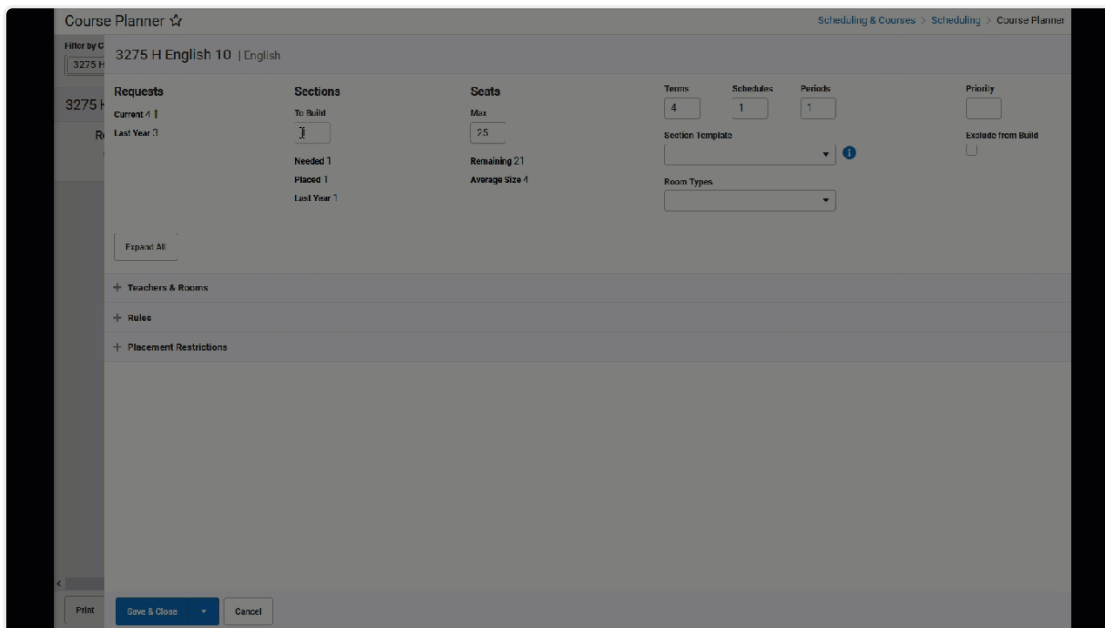 Course Planner
Scheduling & Courses > Scheduling > Course Planner
Filter by C
3275 H
3275 H English 10 | English
3275 H
Requests
Current 4
Last Year 3
Sections
To Build
Needed 1
Placed 1
Last Year 1
Seats
Max
25
Remaining 21
Average Size 4
Terms
4
Schedules
1
Periods
1
Priority
Section Template
Exclude from Build
Room Types
Expand All
+ Teachers & Rooms
+ Rules
+ Placement Restrictions
Print
Save & Close
Cancel